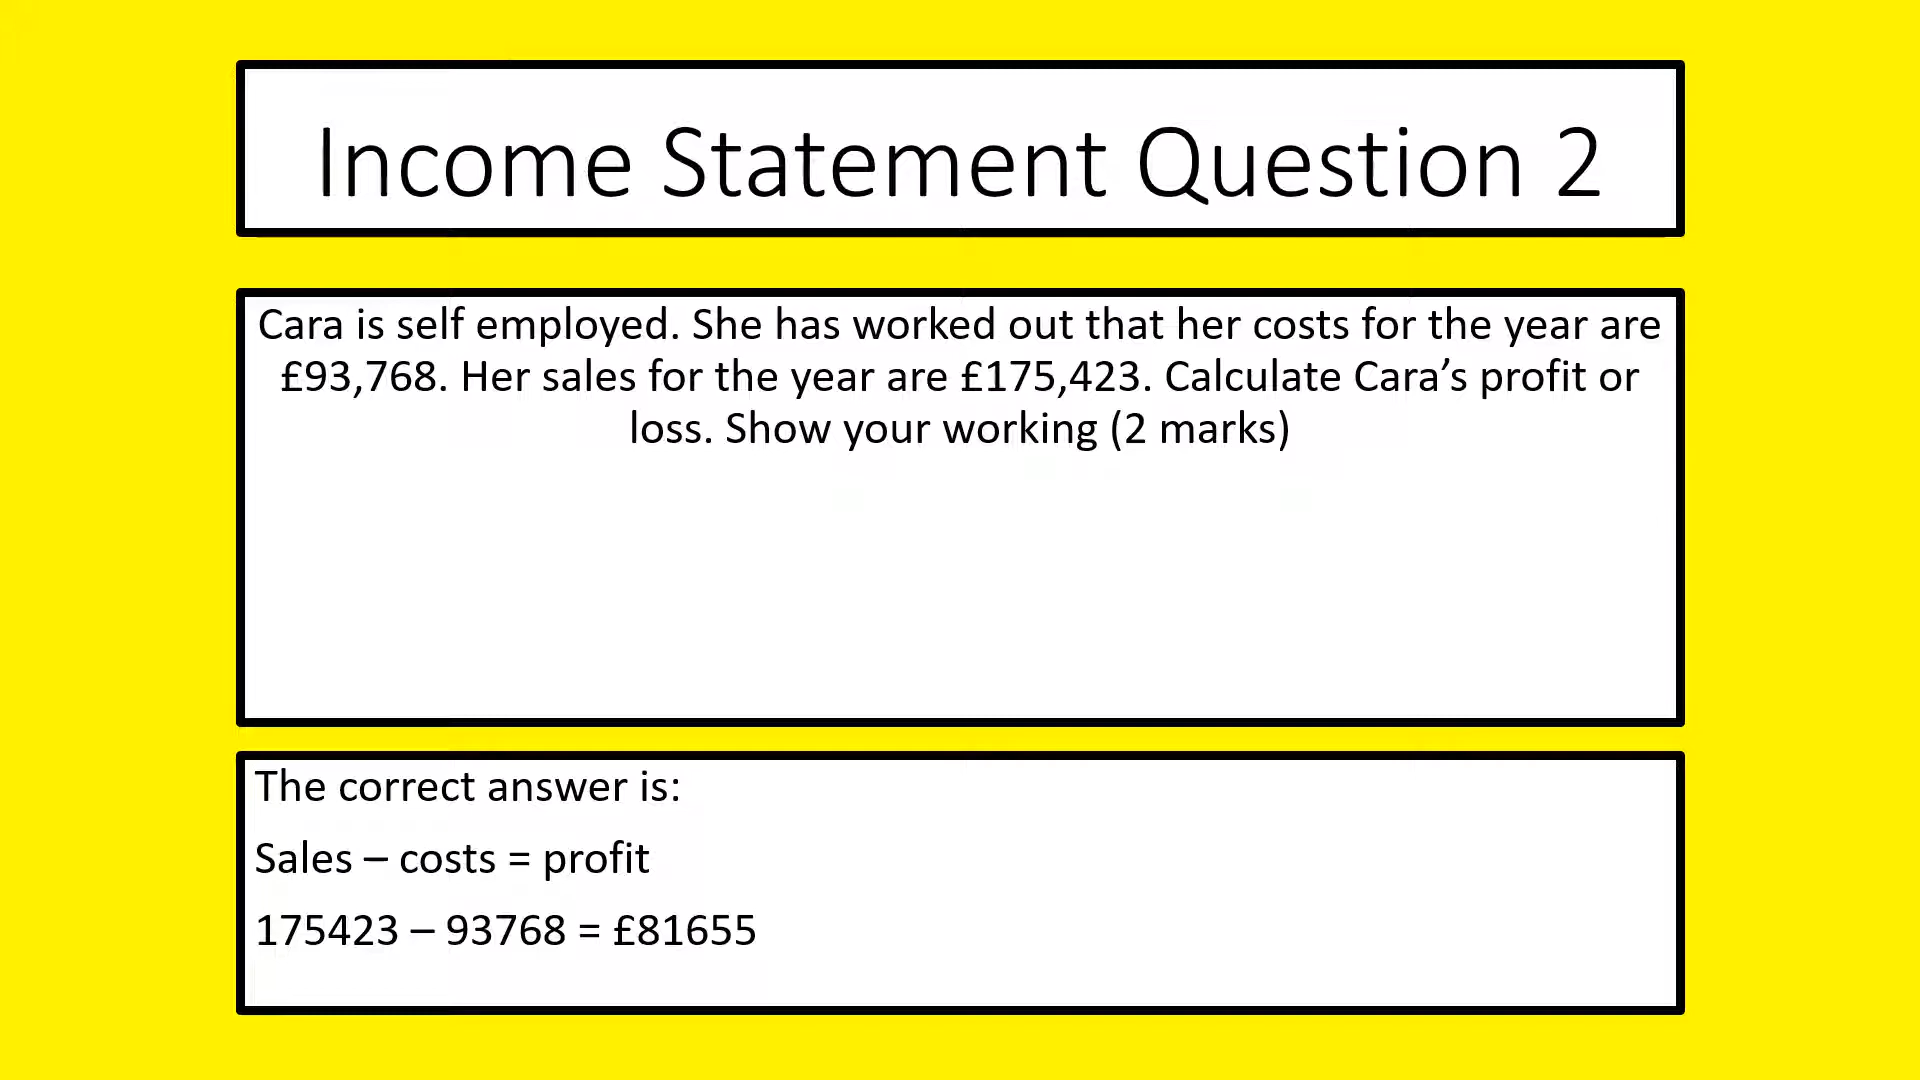 Income Statement Question 2
Cara is self employed. She has worked out that her costs for the year are
£93,768. Her sales for the year are £175,423. Calculate Cara’s profit or
loss. Show your working (2 marks)
The correct answer is:
Sales – costs = profit
175423 – 93768 = £81655